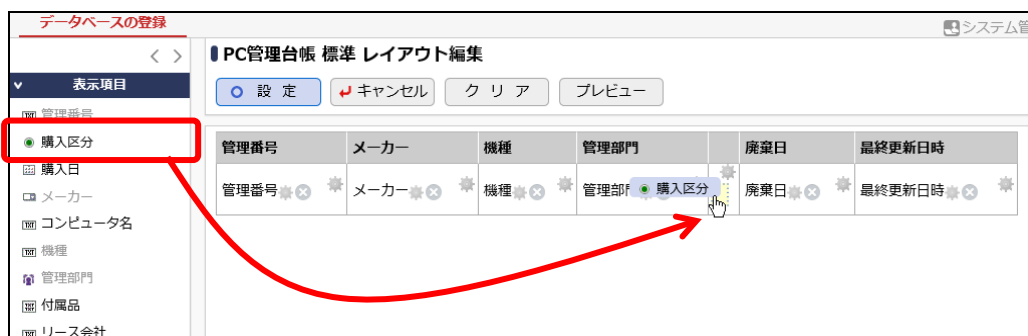 データベースの登録
システム管
表示項目
管理番号
購入区分
購入日
メーカー
コンピュータ名
機種
管理部門
付属品
リース会社
PC管理台帳 標準 レイアウト編集
設 定
キャンセル
ク リ ア
プレビュー
管理番号 メーカー 機種 管理部門 廃棄日 最終更新日時
管理番号 メーカー 機種 管理部門 購入区分 廃棄日 最終更新日時